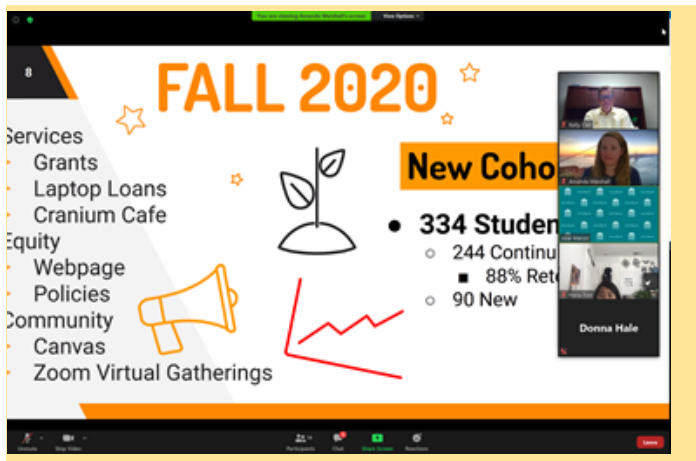 You are viewing Amanda Marshall's screen
View Options
8
FALL 2020
Services
Grants
Laptop Loans
Cranium Cafe
Equity
Webpage
Policies
Community
Canvas
Zoom Virtual Gatherings
New Coho
334 Studen
244 Continu
88% Rete
90 New
Amanda Marshall
Donna Hale
Unmute
Stop Video
Participants
Chat
Share Screen
Reactions
Leave